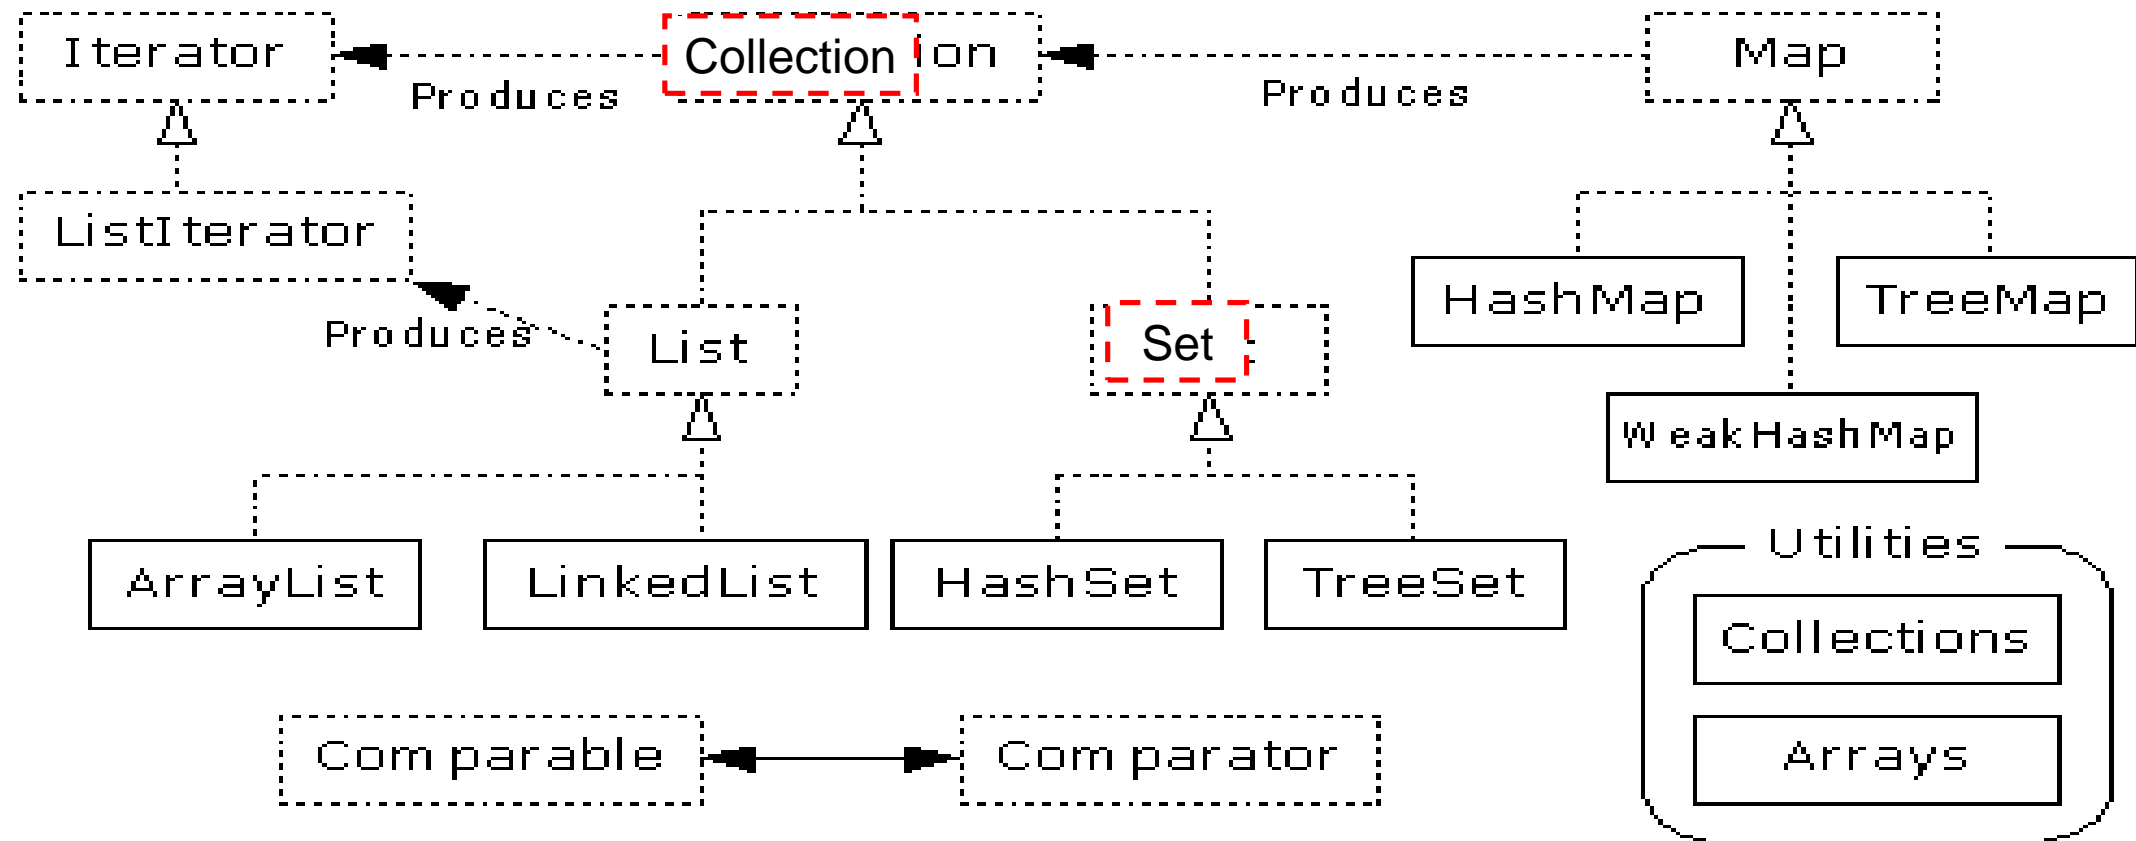 Iterator
Collection
on
Map
Produces
Produces
ListIterator
HashMap
TreeMap
Produces
List
Set
WeakHashMap
Utilities
ArrayList
LinkedList
HashSet
TreeSet
Collections
Comparable
Comparator
Arrays